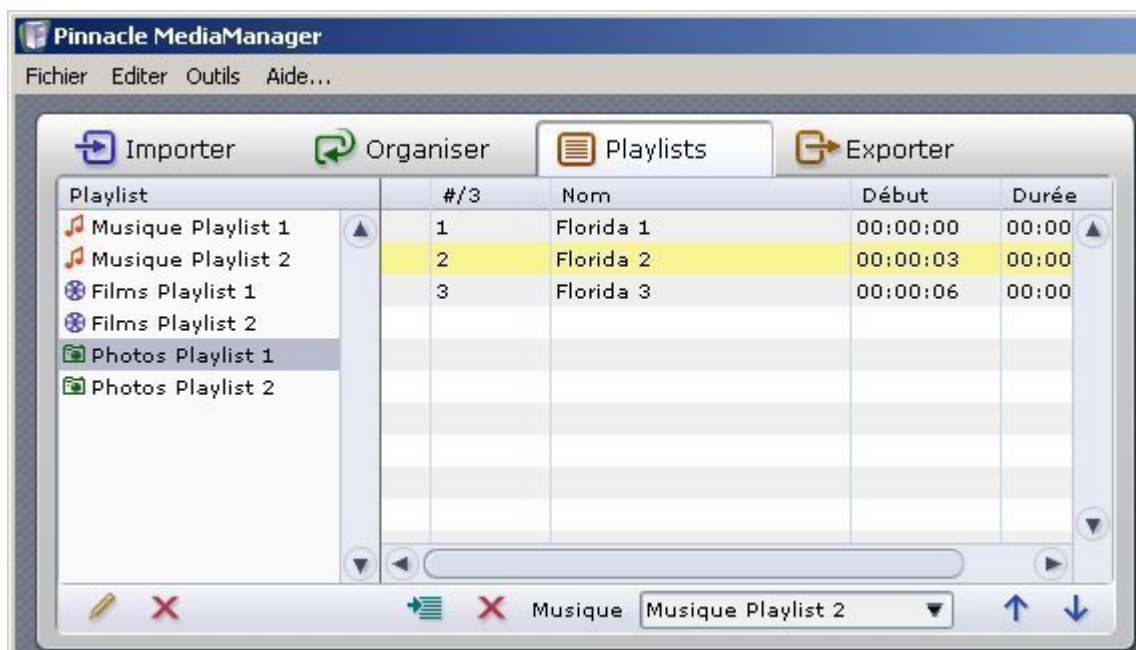 Pinnacle MediaManager
Fichier Editer Outils Aide...
Importer Organiser Playlists Exporter
Playlist #/3 Nom Début Durée
Musique Playlist 1 1 Florida 1 00:00:00 00:00
Musique Playlist 2 2 Florida 2 00:00:03 00:00
Films Playlist 1 3 Florida 3 00:00:06 00:00
Films Playlist 2
Photos Playlist 1
Photos Playlist 2
Musique Musique Playlist 2